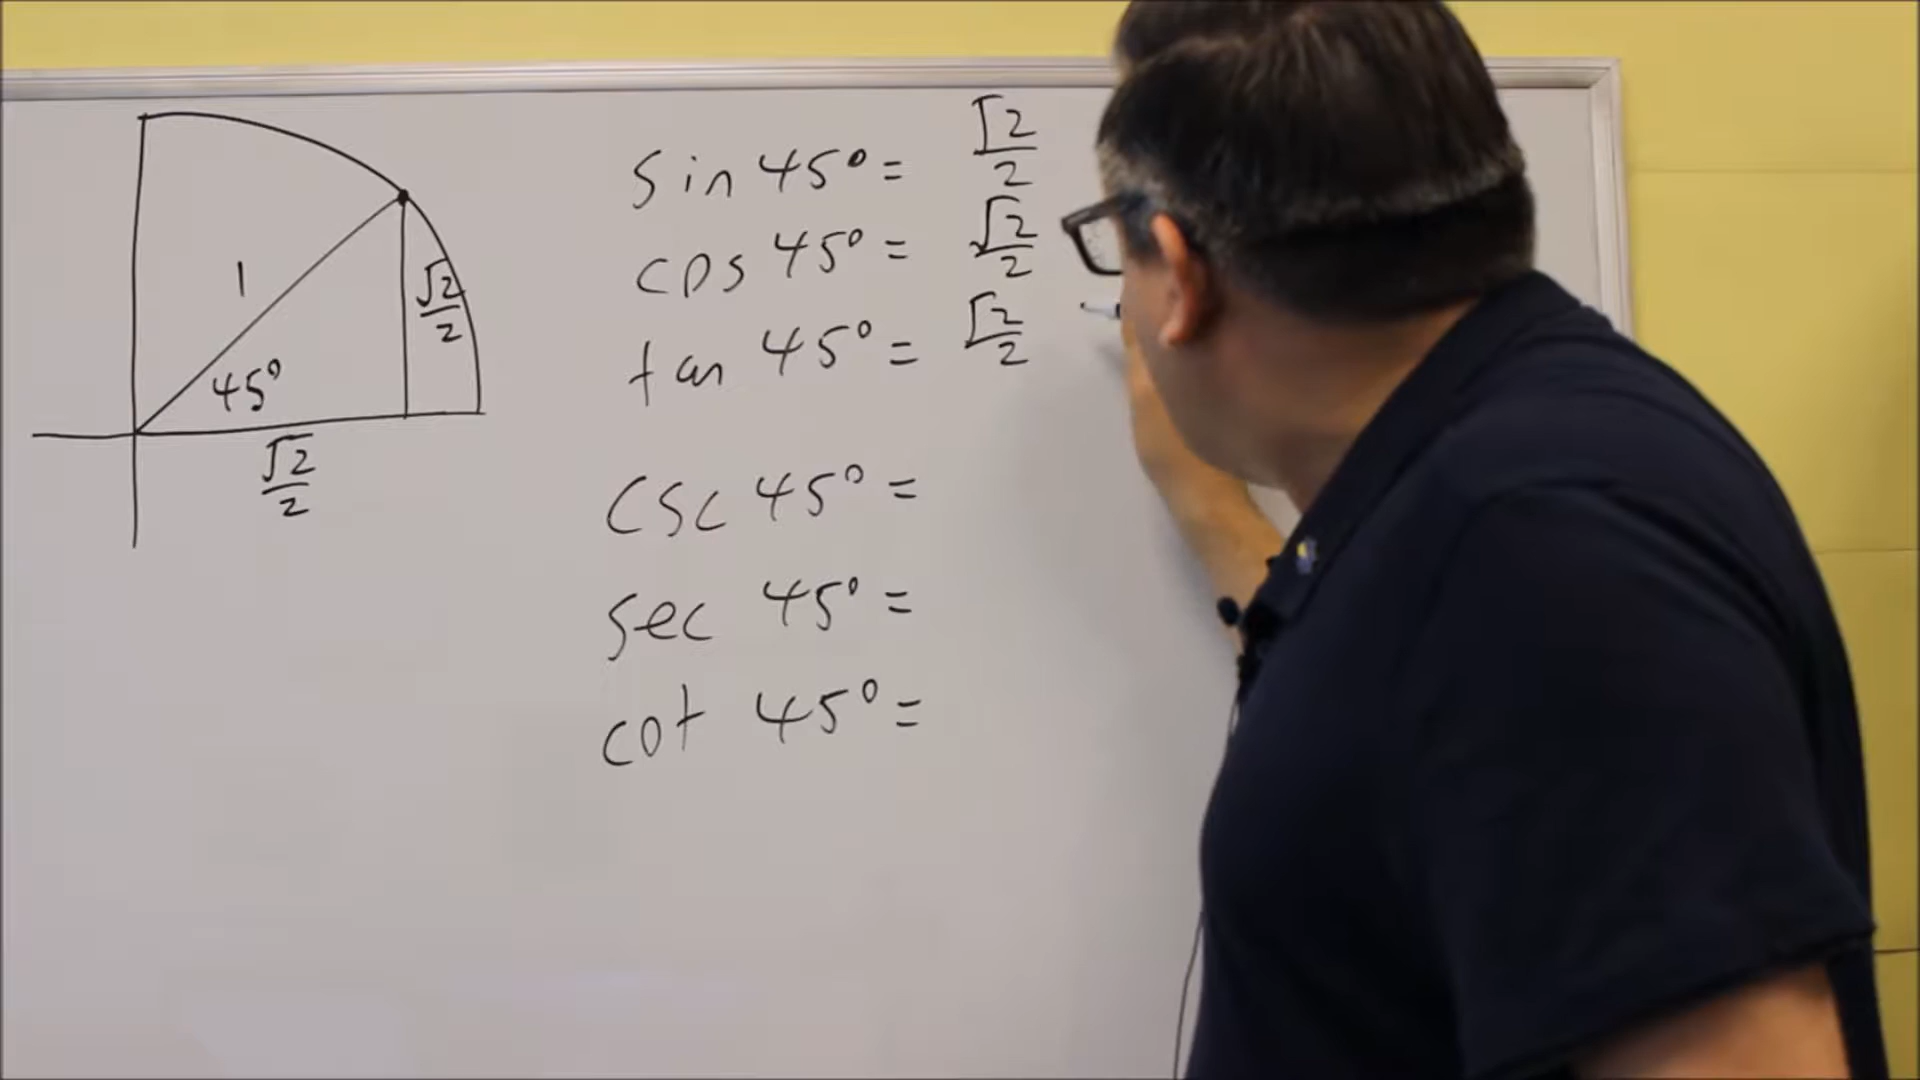 1
45°
√2/2
√2/2
sin 45° = √2/2
cos 45° = √2/2
tan 45° = √2/2
csc 45° =
sec 45° =
cot 45° =